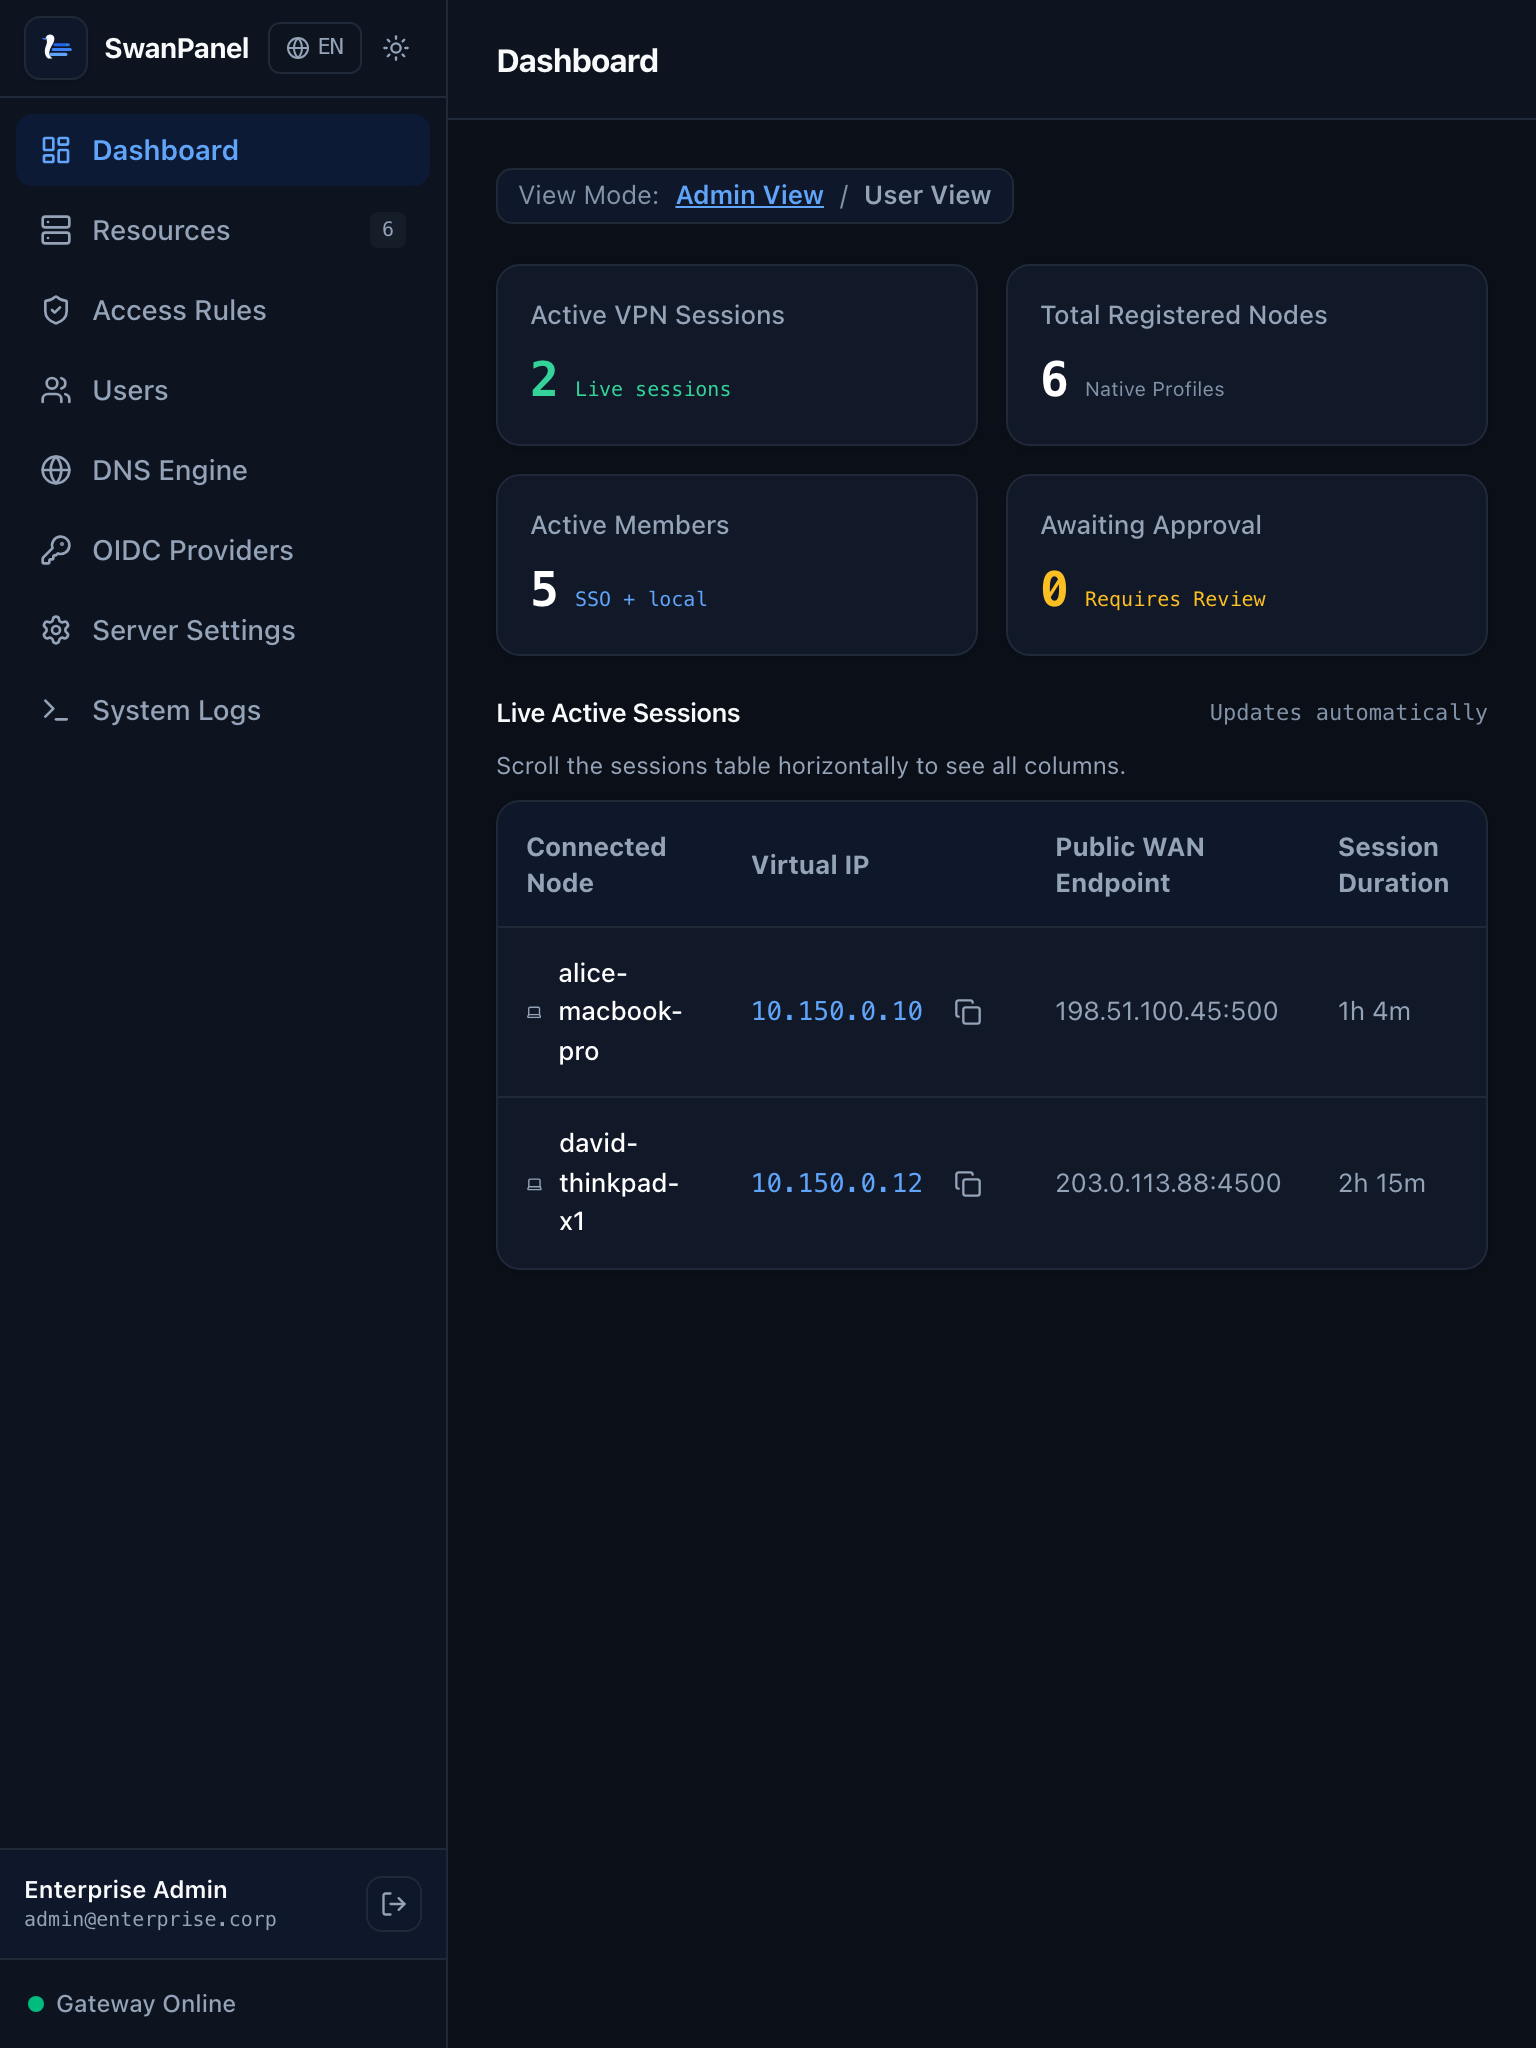 SwanPanel
EN
Dashboard
Resources
6
Access Rules
Users
DNS Engine
OIDC Providers
Server Settings
System Logs
Enterprise Admin
admin@enterprise.corp
Gateway Online
Dashboard
View Mode: Admin View / User View
Active VPN Sessions
2 Live sessions
Total Registered Nodes
6 Native Profiles
Active Members
5 SSO + local
Awaiting Approval
0 Requires Review
Live Active Sessions
Updates automatically
Scroll the sessions table horizontally to see all columns.
Connected
Node
Virtual IP
Public WAN
Endpoint
Session
Duration
alice-
macbook-
pro
10.150.0.10
198.51.100.45:500
1h 4m
david-
thinkpad-
x1
10.150.0.12
203.0.113.88:4500
2h 15m